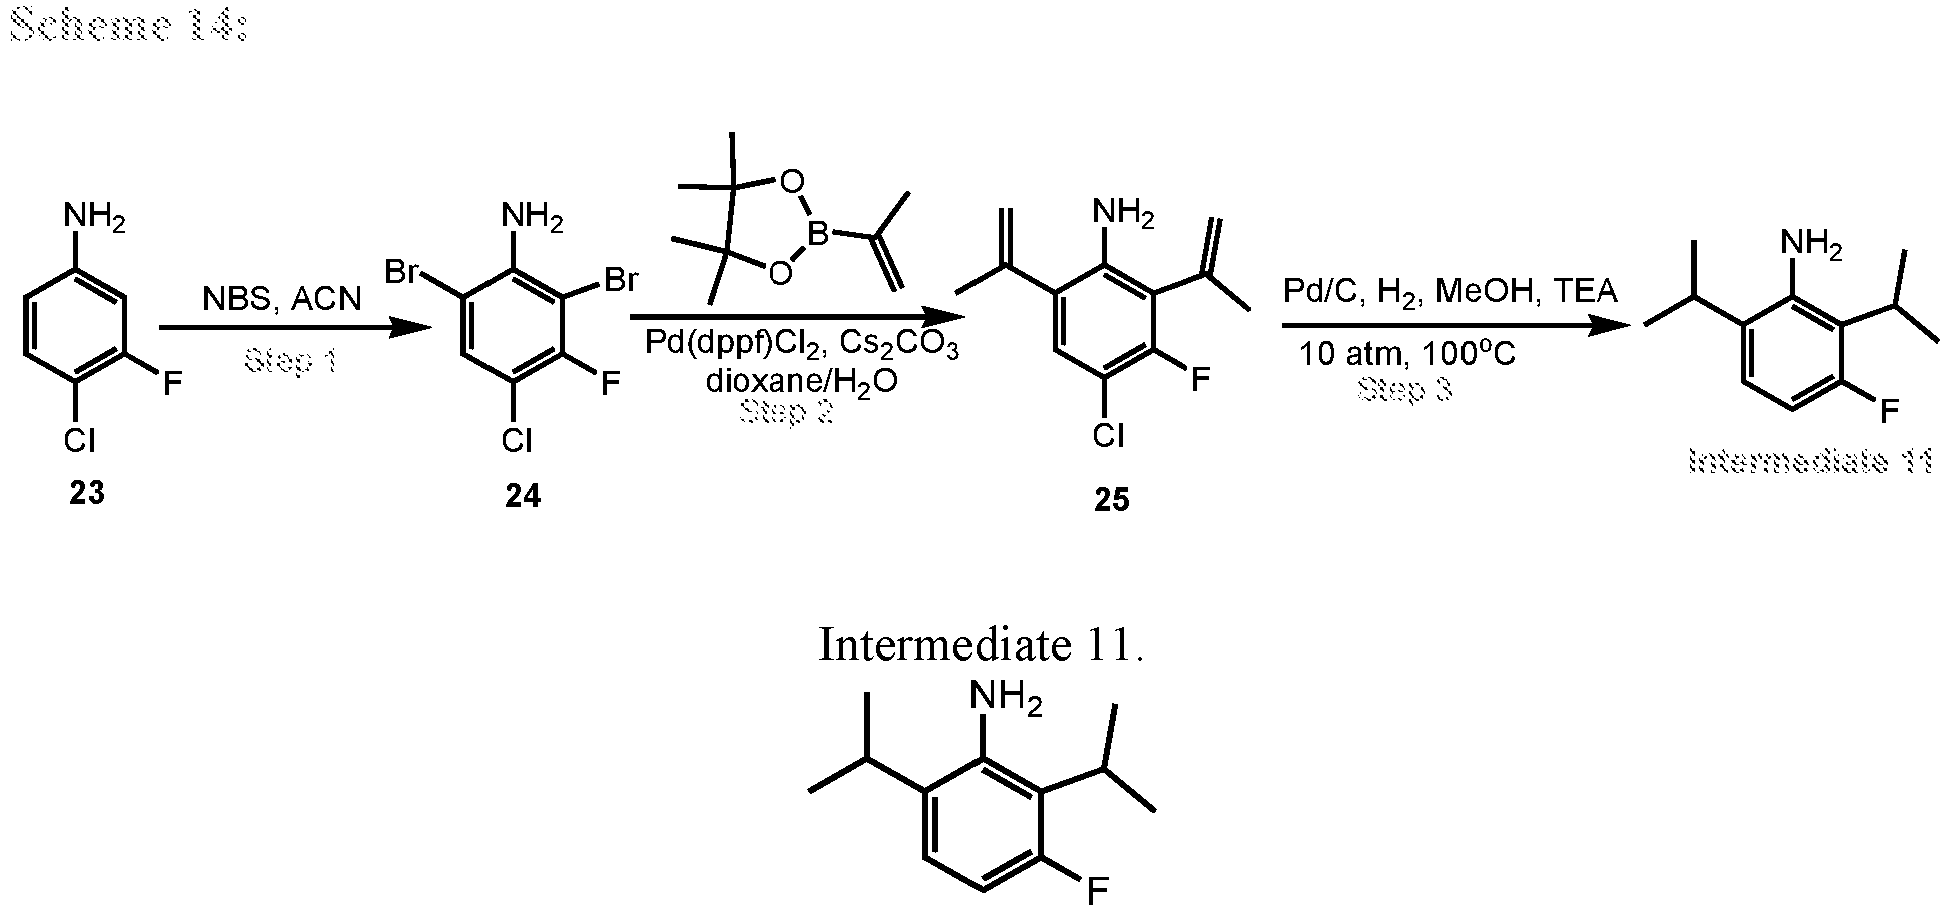 Scheme 14:
NH2
F
Cl
23
NBS, ACN
Step 1
NH2
Br
Br
F
Cl
24
O
B
O
Pd(dppf)Cl2, Cs2CO3
dioxane/H2O
Step 2
NH2
F
Cl
25
Pd/C, H2, MeOH, TEA
10 atm, 100⁰C
Step 3
NH2
F
Intermediate 11
Intermediate 11.
NH2
F